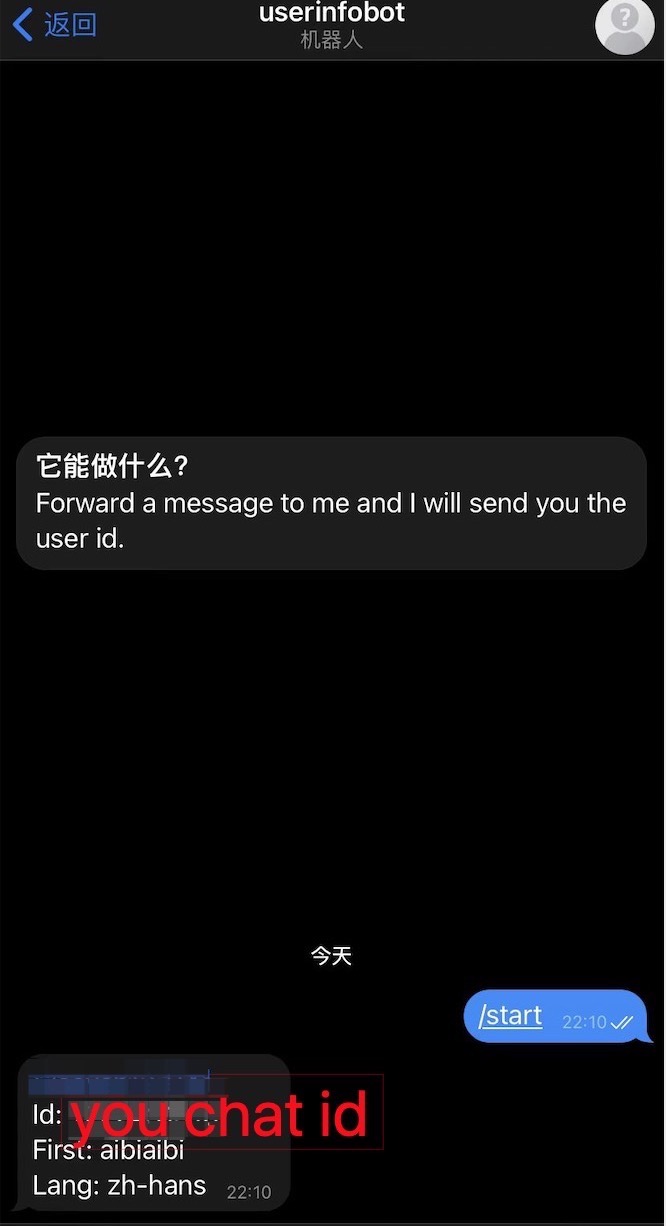 返回
userinfobot
机器人
它能做什么?
Forward a message to me and I will send you the
user id.
今天
/start 22:10
Id: you chat id
First: aibiaibi
Lang: zh-hans 22:10